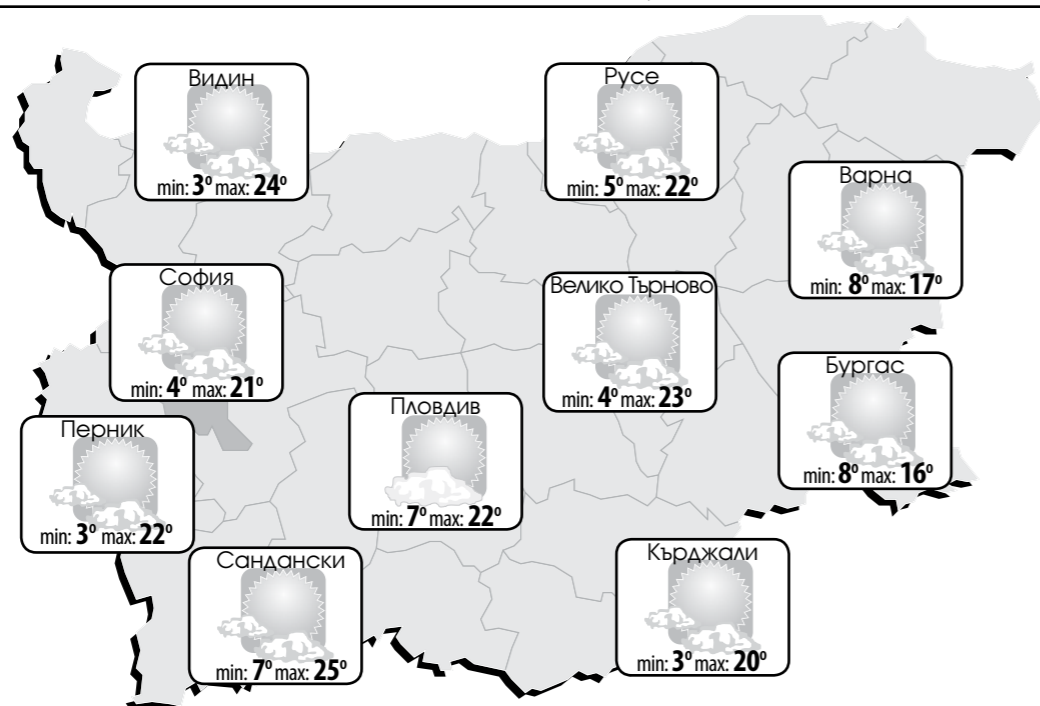 Видин
min: 3° max: 24°
Русе
min: 5° max: 22°
Варна
min: 8° max: 17°
София
min: 4° max: 21°
Велико Търново
min: 4° max: 23°
Бургас
min: 8° max: 16°
Пловдив
min: 7° max: 22°
Перник
min: 3° max: 22°
Сандански
min: 7° max: 25°
Кърджали
min: 3° max: 20°